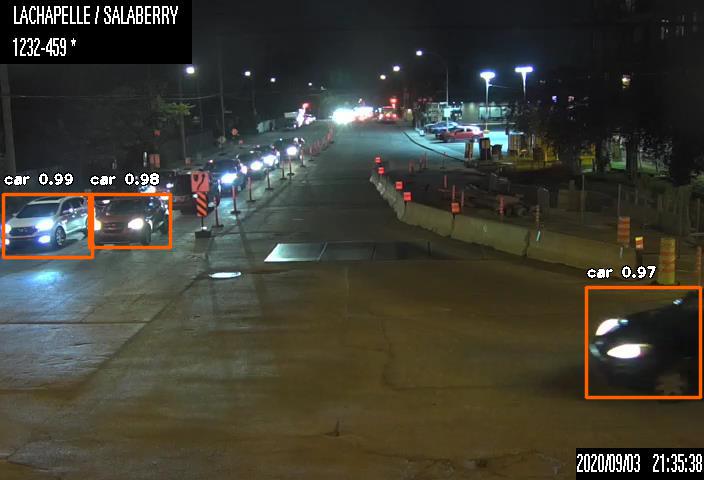 LACHAPELLE / SALABERRY
1232-459 *
car 0.99
car 0.98
car 0.97
2020/09/03 21:35:38